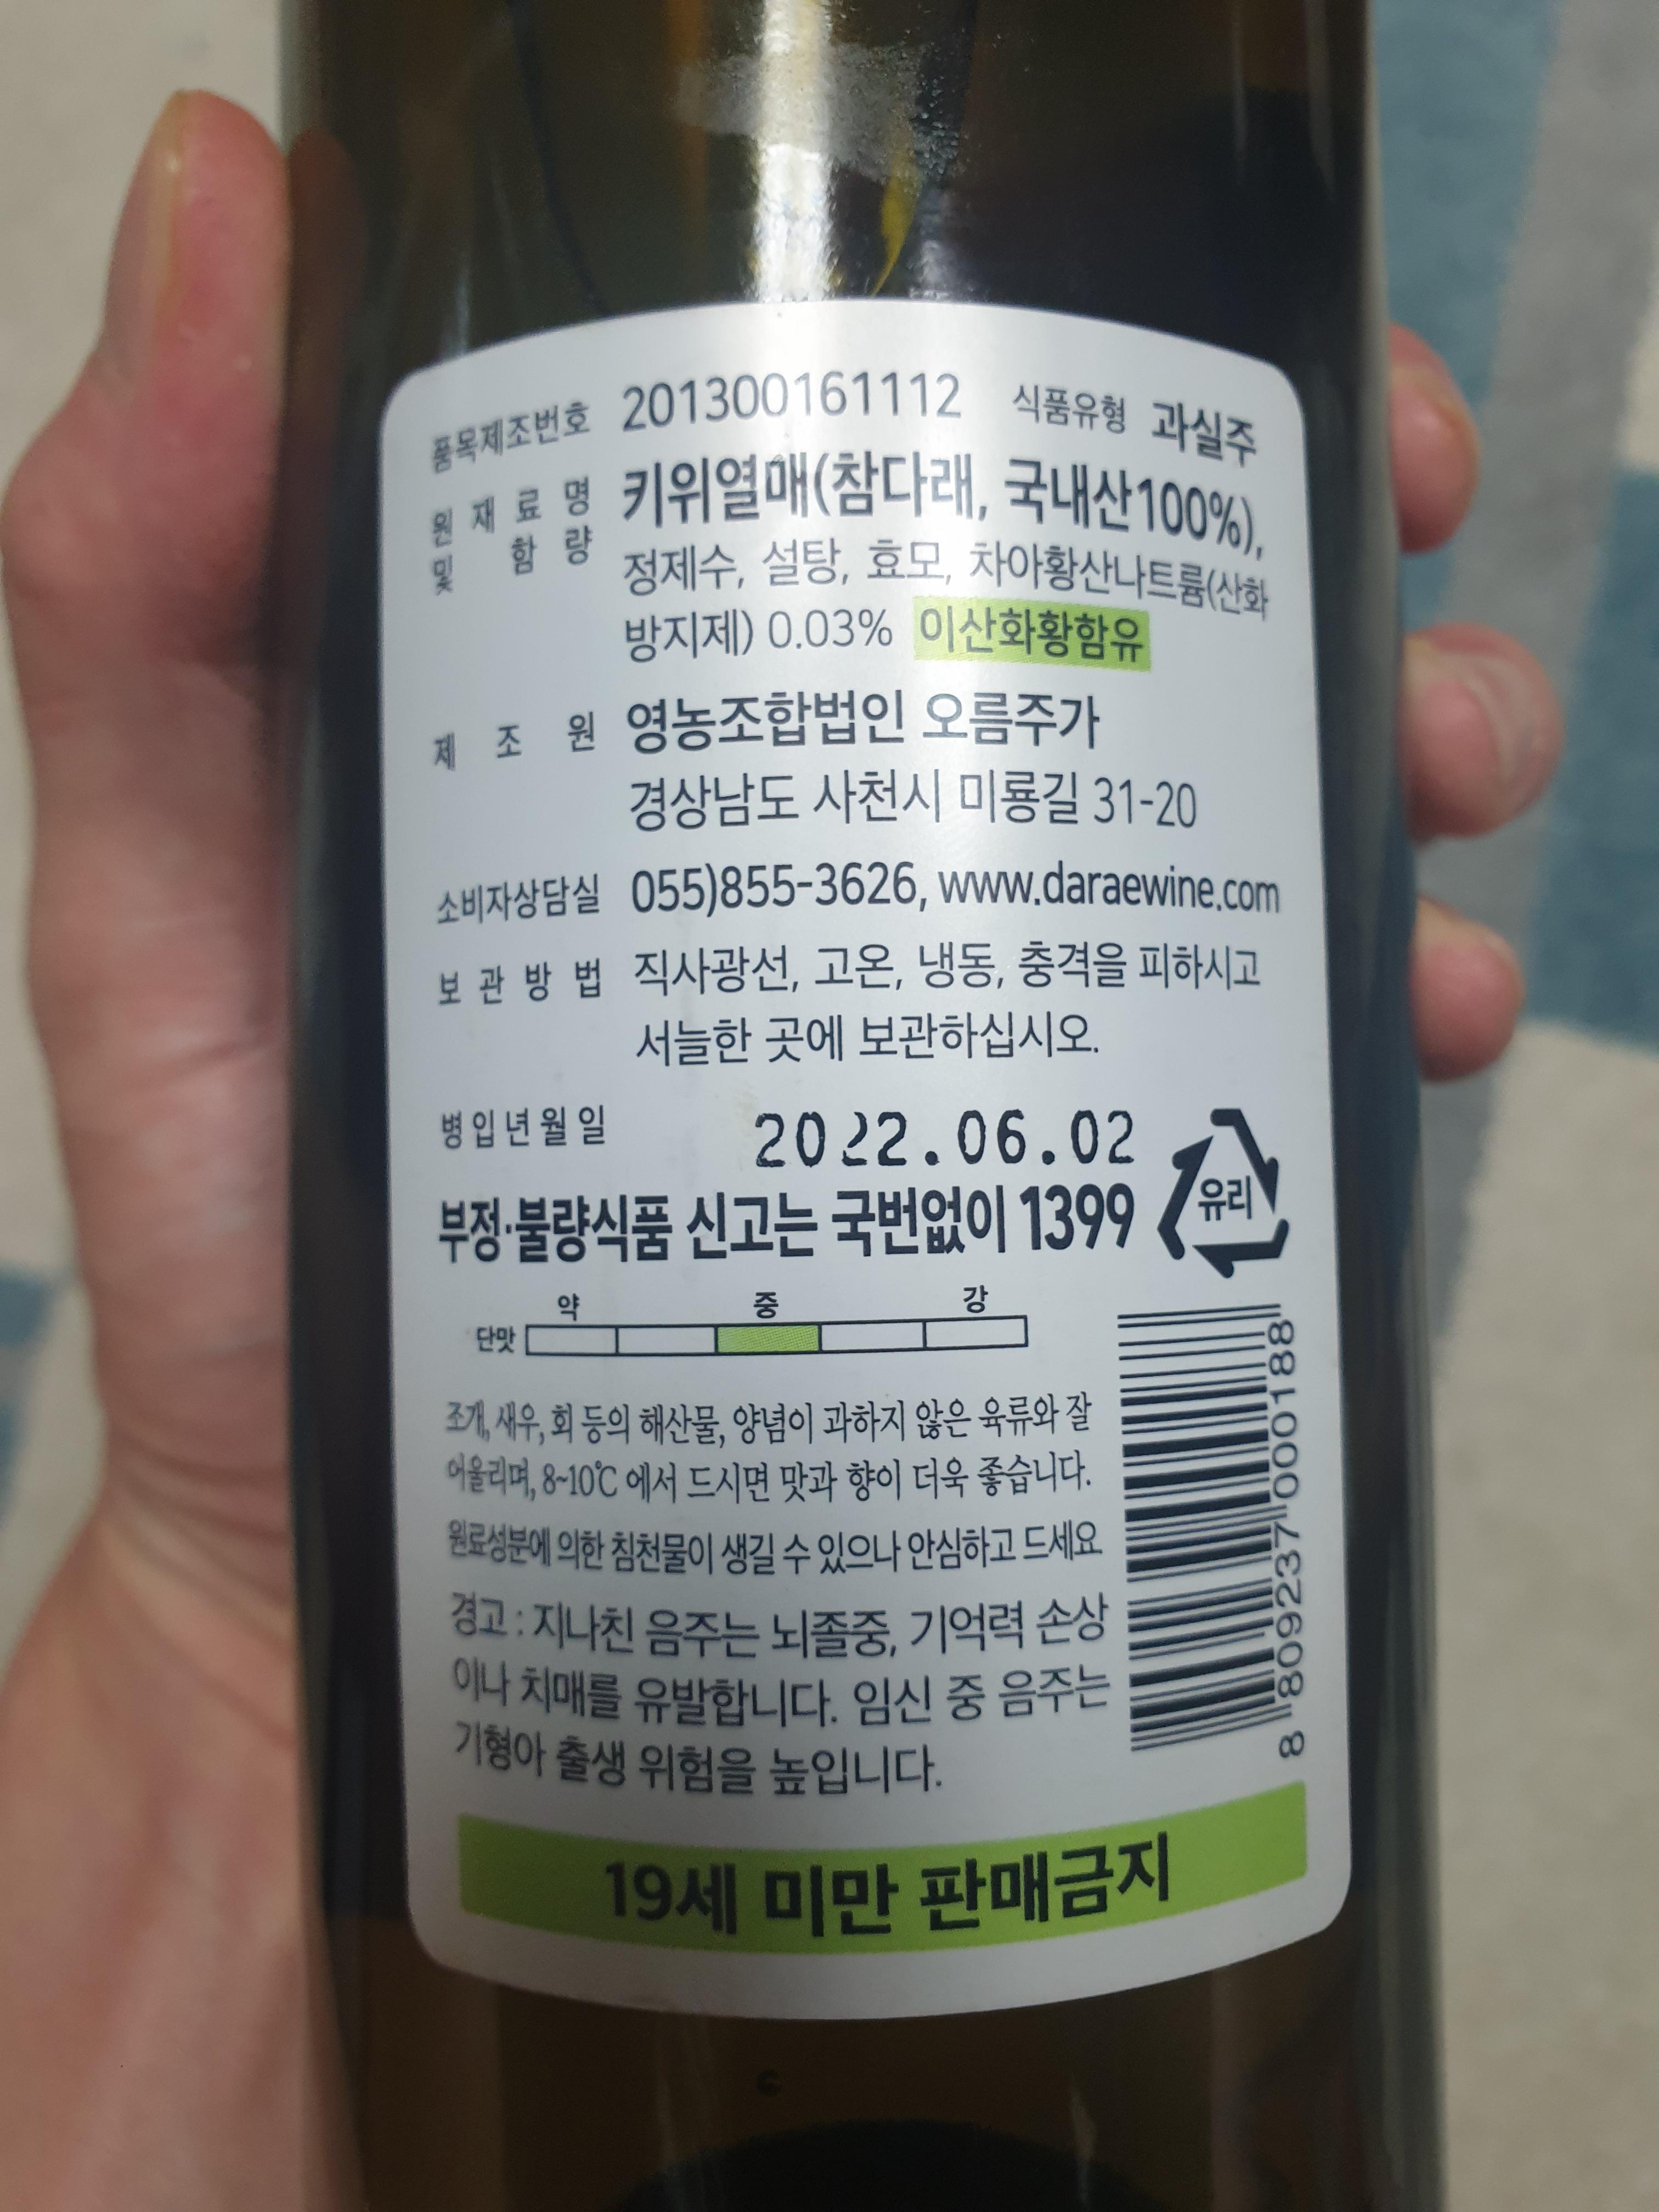 품목제조번호 201300161112 식품유형 과실주
원재료명 키위열매(참다래, 국내산100%),
및 함량 정제수, 설탕, 효모, 차아황산나트륨(산화
방지제) 0.03% 이산화황함유
제조원 영농조합법인 오름주가
경상남도 사천시 미룡길 31-20
소비자상담실 055)855-3626, www.daraewine.com
보관방법 직사광선, 고온, 냉동, 충격을 피하시고
서늘한 곳에 보관하십시오.
병입년월일 2022.06.02
부정·불량식품 신고는 국번없이 1399
유리
약 중 강
단맛
조개, 새우, 회 등의 해산물, 양념이 과하지 않은 육류와 잘
어울리며, 8~10℃ 에서 드시면 맛과 향이 더욱 좋습니다.
원료성분에 의한 침천물이 생길 수 있으나 안심하고 드세요
경고 : 지나친 음주는 뇌졸중, 기억력 손상
이나 치매를 유발합니다. 임신 중 음주는
기형아 출생 위험을 높입니다.
8 809237 000188
19세 미만 판매금지